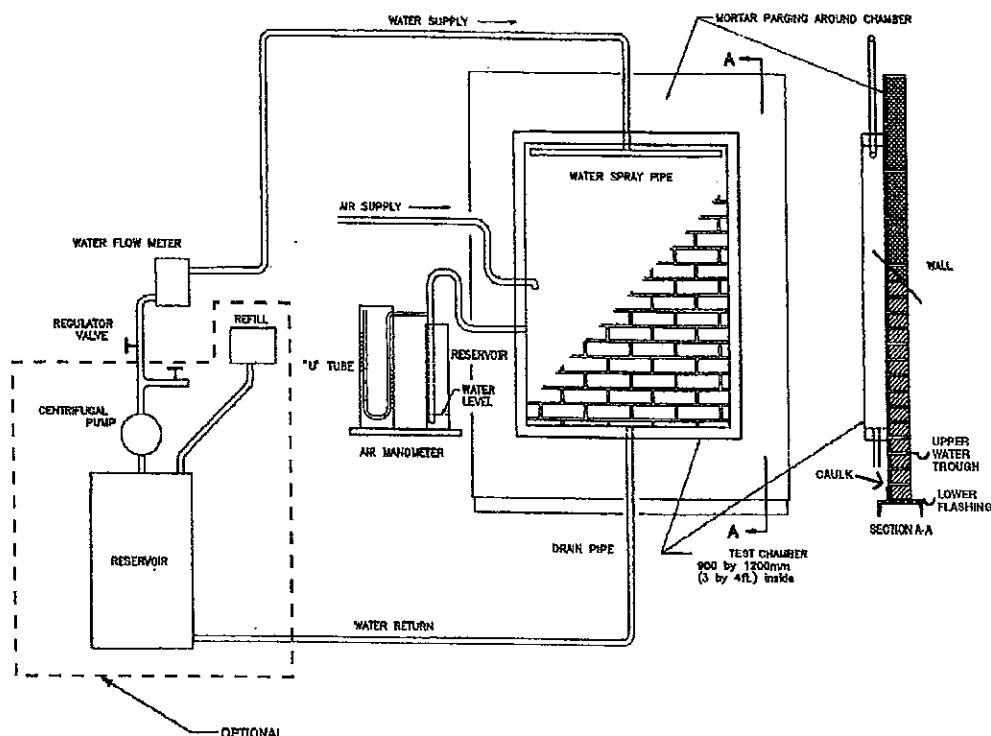 WATER SUPPLY
MORTAR PARGING AROUND CHAMBER
A
WATER SPRAY PIPE
AIR SUPPLY
WATER FLOW METER
WALL
REGULATOR
VALVE
REFILL
"U" TUBE
RESERVOIR
WATER
LEVEL
CENTRIFUGAL
PUMP
AIR MANOMETER
UPPER
WATER
TROUGH
CAULK
LOWER
FLASHING
SECTION A-A
A
DRAIN PIPE
TEST CHAMBER
900 by 1200mm
(3 by 4ft.) inside
RESERVOIR
WATER RETURN
OPTIONAL